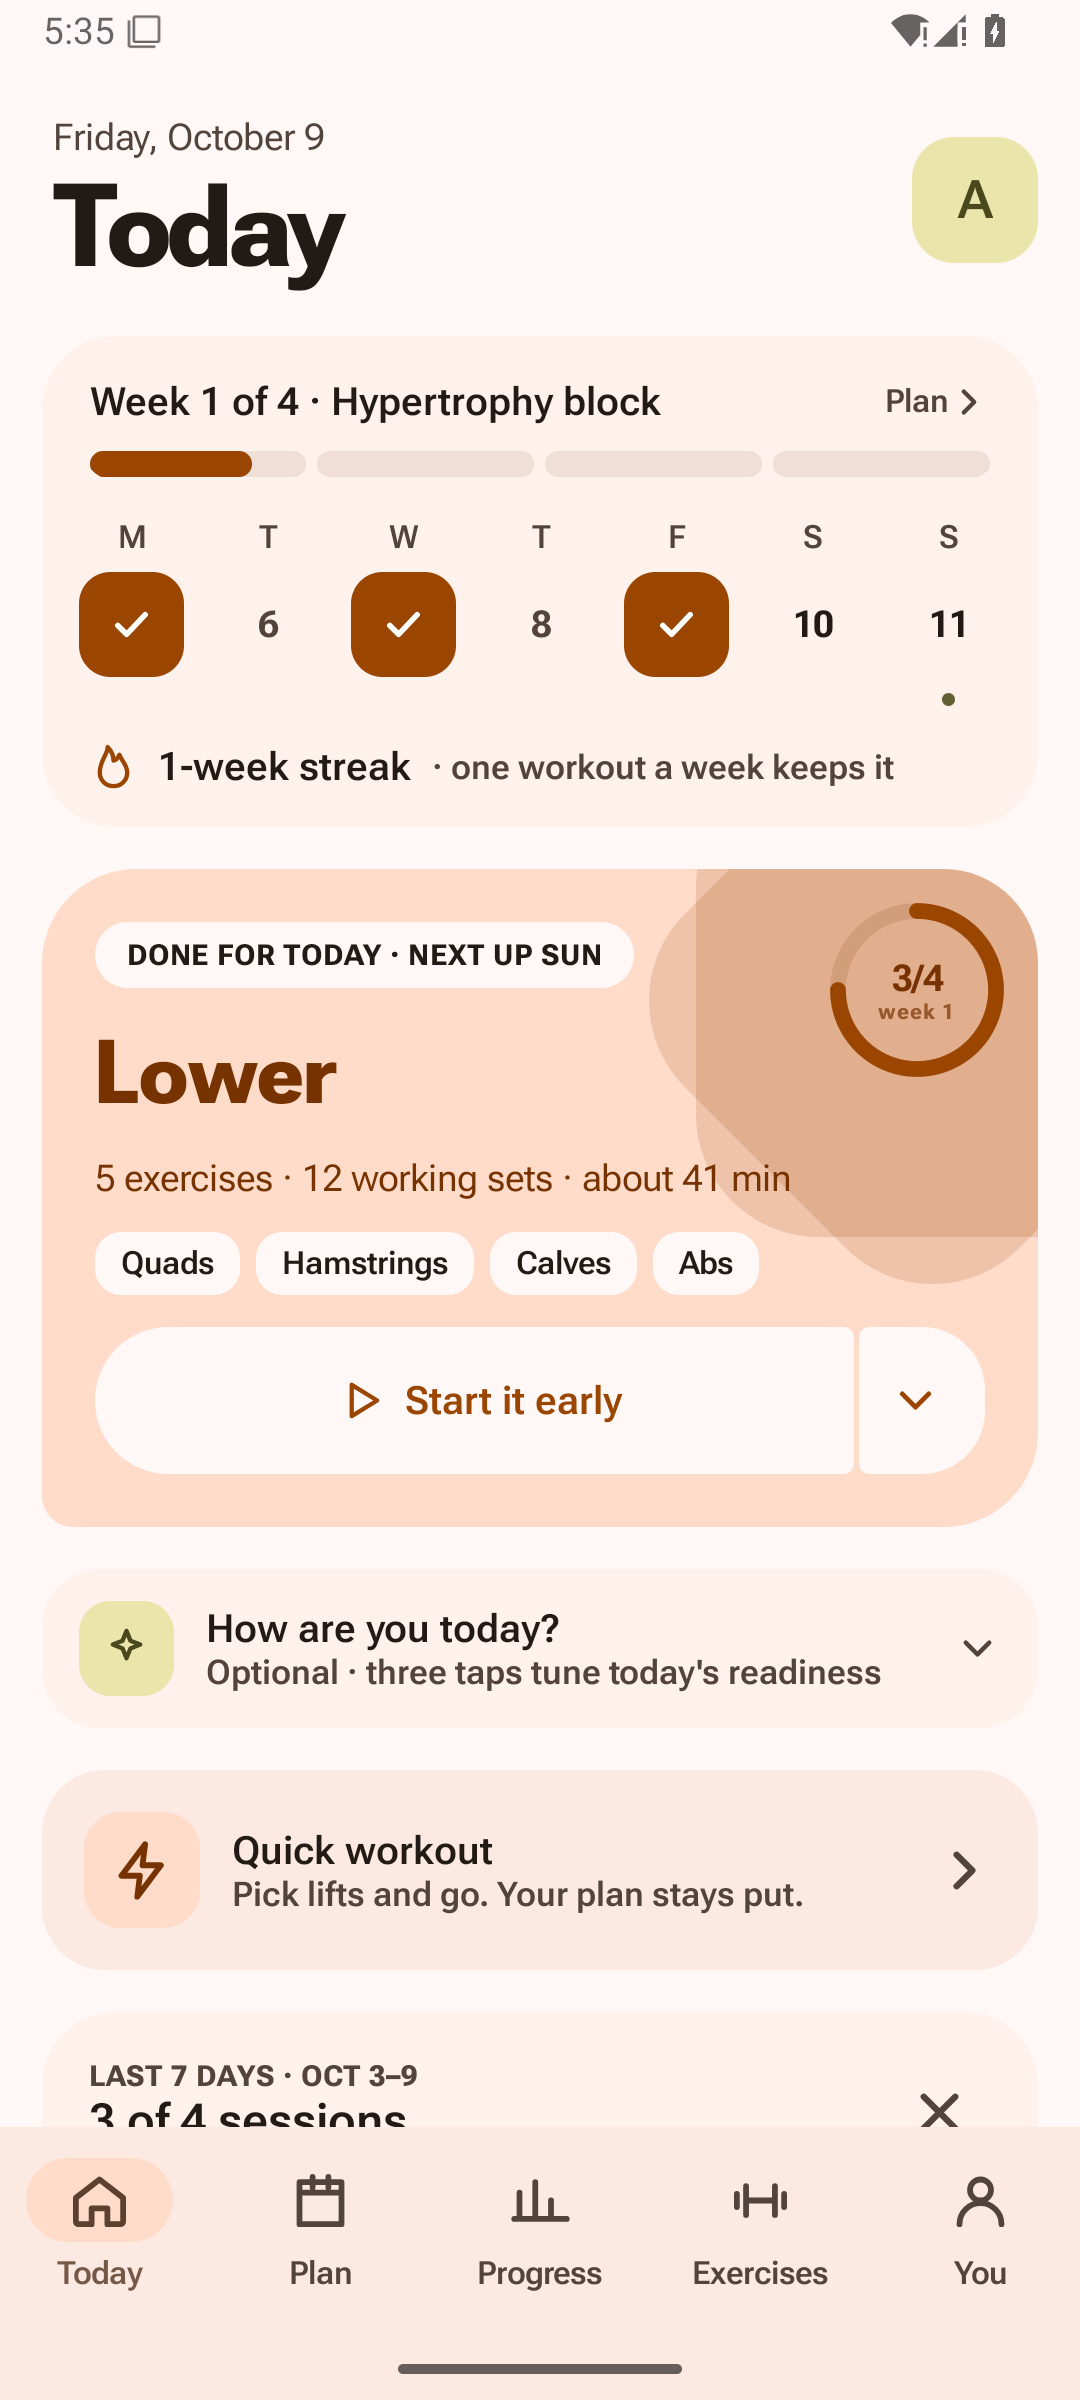 5:35
Friday, October 9
Today
A
Week 1 of 4 · Hypertrophy block
Plan
M T W T F S S
6 8 10 11
1-week streak · one workout a week keeps it
DONE FOR TODAY · NEXT UP SUN
3/4
week 1
Lower
5 exercises · 12 working sets · about 41 min
Quads Hamstrings Calves Abs
Start it early
How are you today?
Optional · three taps tune today's readiness
Quick workout
Pick lifts and go. Your plan stays put.
LAST 7 DAYS · OCT 3–9
3 of 4 sessions
Today Plan Progress Exercises You